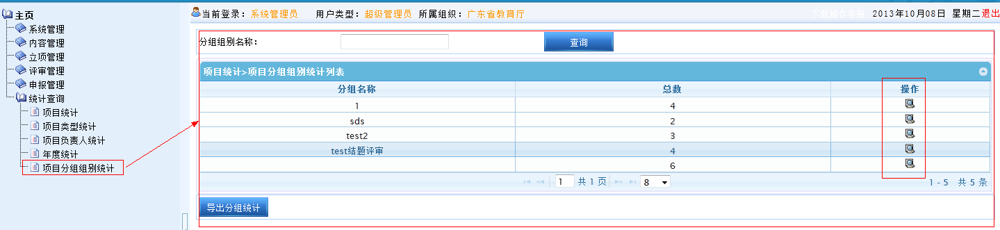 主页
系统管理
内容管理
立项管理
评审管理
申报管理
统计查询
项目统计
项目类型统计
项目负责人统计
年度统计
项目分组组别统计
当前登录：系统管理员 用户类型：超级管理员 所属组织：广东省教育厅 下载操作手册 2013年10月08日 星期二退出
分组组别名称： 查询
项目统计>项目分组组别统计列表
分组名称 总数 操作
1 4
sds 2
test2 3
test结题评审 4
6
1 共 1 页 8 1 - 5 共 5 条
导出分组统计